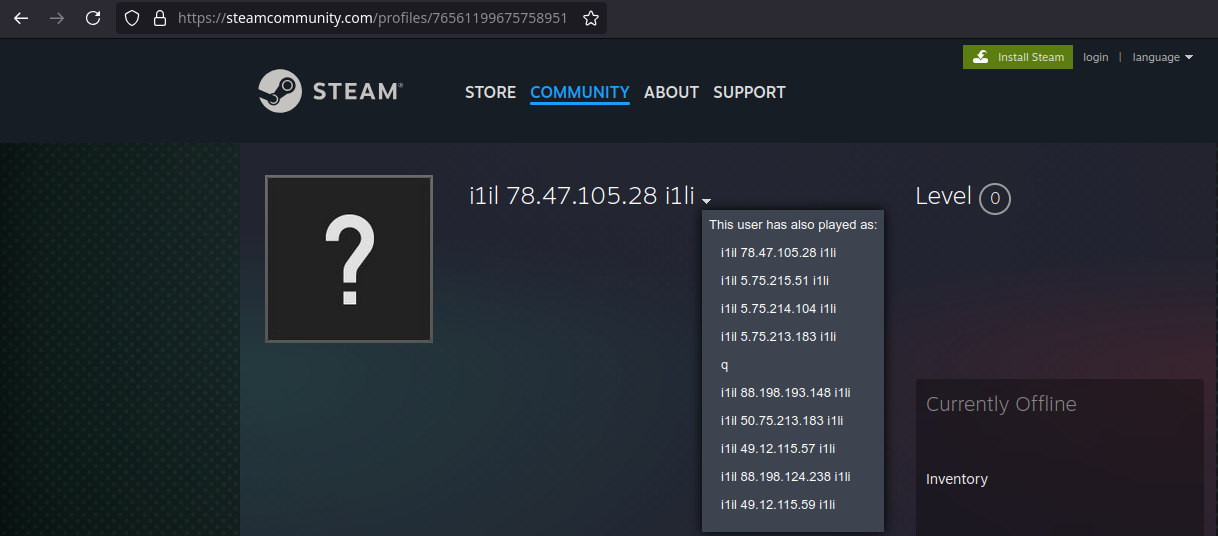 https://steamcommunity.com/profiles/76561199675758951
Install Steam login | language
STEAM®
STORE COMMUNITY ABOUT SUPPORT
?
i1il 78.47.105.28 i1li
Level 0
This user has also played as:
i1il 78.47.105.28 i1li
i1il 5.75.215.51 i1li
i1il 5.75.214.104 i1li
i1il 5.75.213.183 i1li
q
i1il 88.198.193.148 i1li
i1il 50.75.213.183 i1li
i1il 49.12.115.57 i1li
i1il 88.198.124.238 i1li
i1il 49.12.115.59 i1li
Currently Offline
Inventory